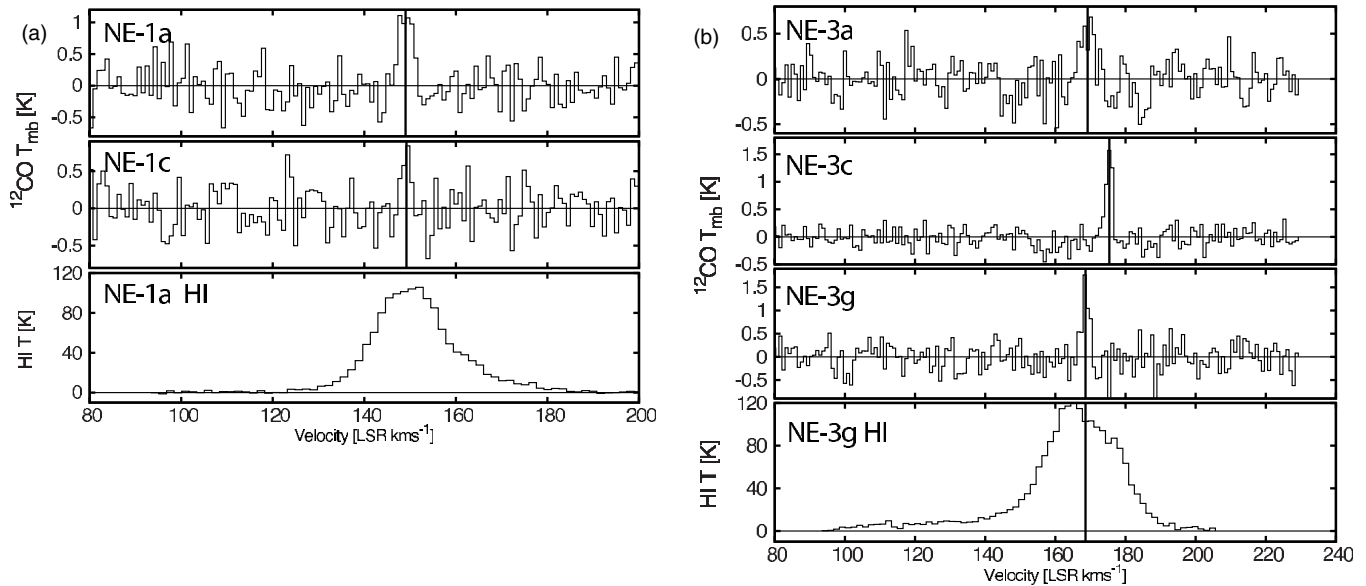 (a)
NE-1a
1
0.5
0
-0.5
NE-1c
0.5
0
-0.5
¹²CO Tmb [K]
NE-1a HI
120
80
40
0
HI T [K]
80 100 120 140 160 180 200
Velocity [LSR kms⁻¹]
(b)
NE-3a
0.5
0
-0.5
NE-3c
1.5
1
0.5
0
-0.5
¹²CO Tmb [K]
NE-3g
1.5
1
0.5
0
-0.5
NE-3g HI
120
80
40
0
HI T [K]
80 100 120 140 160 180 200 220 240
Velocity [LSR kms⁻¹]